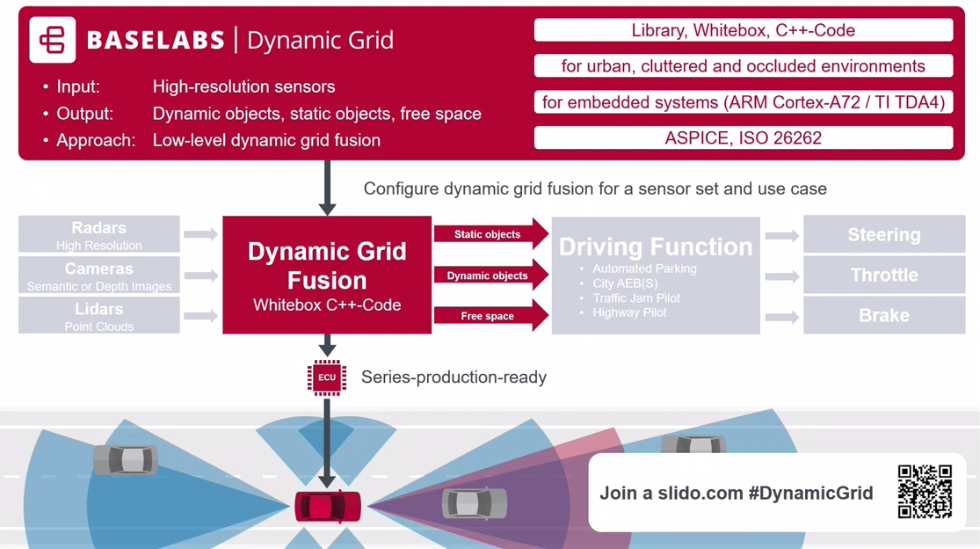 BASELABS | Dynamic Grid
• Input: High-resolution sensors
• Output: Dynamic objects, static objects, free space
• Approach: Low-level dynamic grid fusion
Library, Whitebox, C++-Code
for urban, cluttered and occluded environments
for embedded systems (ARM Cortex-A72 / TI TDA4)
ASPICE, ISO 26262
Configure dynamic grid fusion for a sensor set and use case
Radars
High Resolution
Cameras
Semantic or Depth Images
Lidars
Point Clouds
Dynamic Grid
Fusion
Whitebox C++-Code
Static objects
Dynamic objects
Free space
Driving Function
• Automated Parking
• City AEB(S)
• Traffic Jam Pilot
• Highway Pilot
Steering
Throttle
Brake
ECU
Series-production-ready
Join a slido.com #DynamicGrid